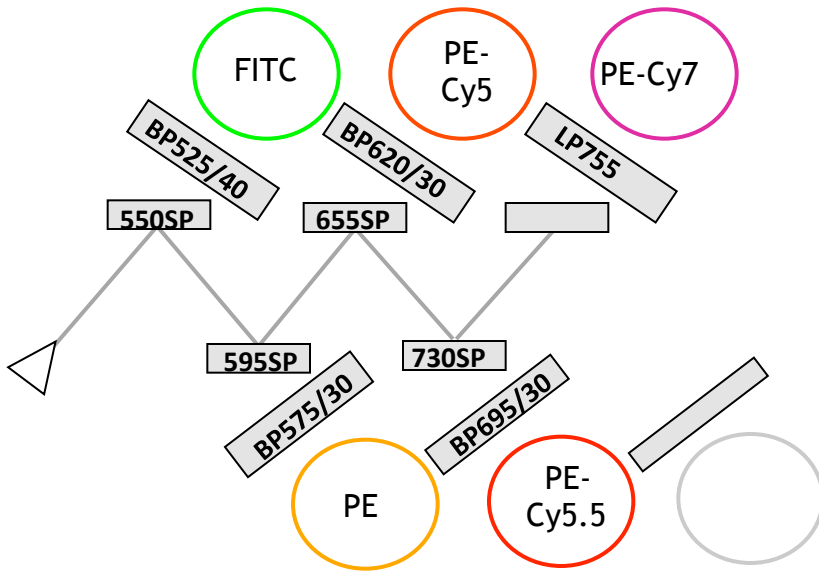 FITC
PE-
Cy5
PE-Cy7
BP525/40
BP620/30
LP755
550SP
655SP
595SP
730SP
BP575/30
BP695/30
PE
PE-
Cy5.5